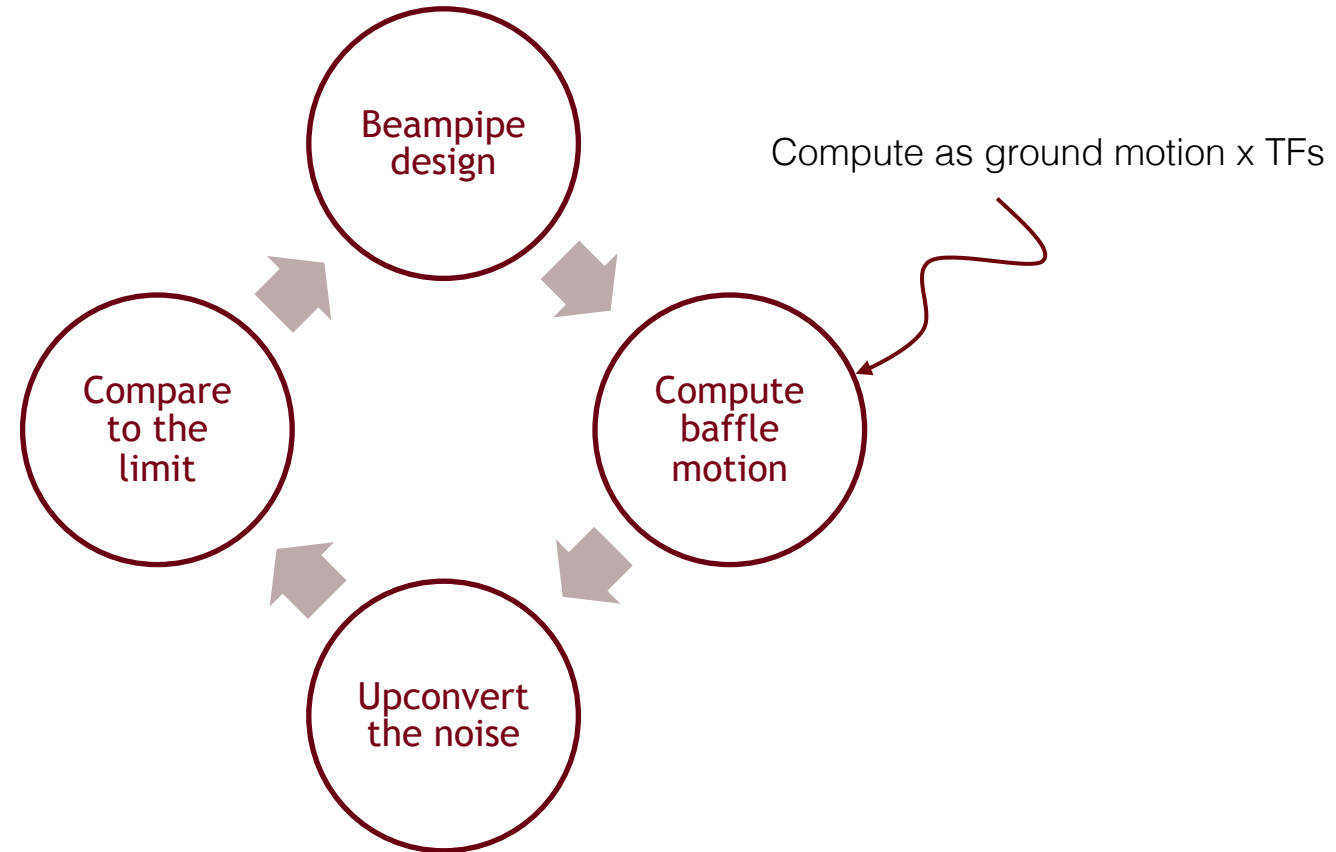 Beampipe
design
Compute as ground motion x TFs
Compute
baffle
motion
Upconvert
the noise
Compare
to the
limit